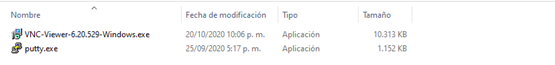 Nombre Fecha de modificación Tipo Tamaño
VNC-Viewer-6.20.529-Windows.exe 20/10/2020 10:06 p. m. Aplicación 10.313 KB
putty.exe 25/09/2020 5:17 p. m. Aplicación 1.152 KB